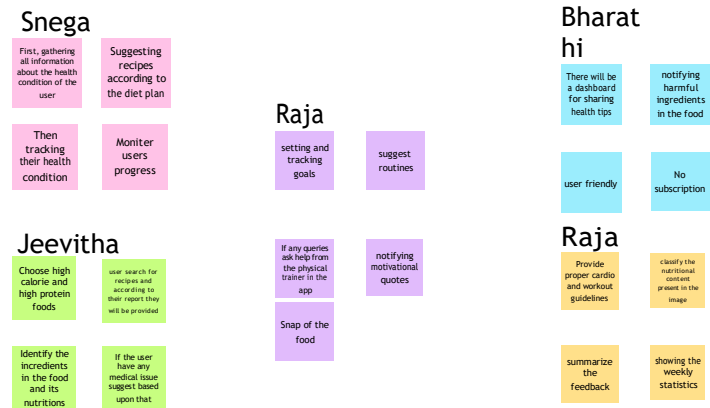 Snega
First, gathering
all information
about the health
condition of the
user
Suggesting
recipes
according to
the diet plan
Then
tracking
their health
condition
Moniter
users
progress
Jeevitha
Choose high
calorie and
high protein
foods
user search for
recipes and
according to
their report they
will be provided
Identify the
incredients
in the food
and its
nutritions
If the user
have any
medical issue
suggest based
upon that
Raja
setting and
tracking
goals
suggest
routines
If any queries
ask help from
the physical
trainer in the
app
notifying
motivational
quotes
Snap of the
food
Bharat
hi
There will be
a dashboard
for sharing
health tips
notifying
harmful
ingredients
in the food
user friendly
No
subscription
Raja
Provide
proper cardio
and workout
guidelines
classify the
nutritional
content
present in the
image
summarize
the
feedback
showing the
weekly
statistics